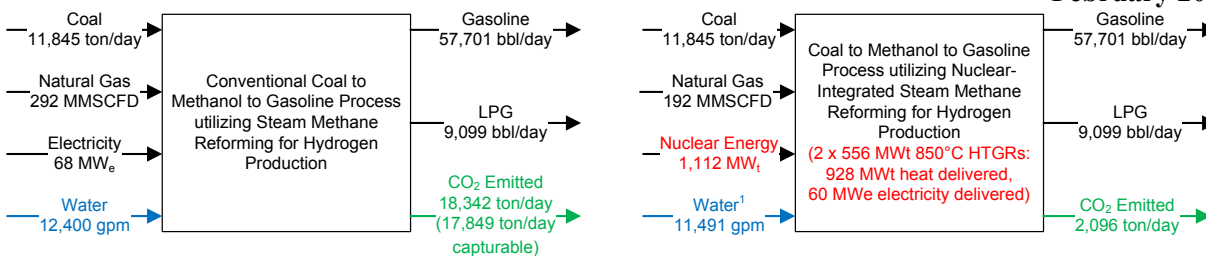 February 20
Coal
11,845 ton/day
Natural Gas
292 MMSCFD
Electricity
68 MWe
Water
12,400 gpm
Conventional Coal to
Methanol to Gasoline Process
utilizing Steam Methane
Reforming for Hydrogen
Production
Gasoline
57,701 bbl/day
LPG
9,099 bbl/day
CO2 Emitted
18,342 ton/day
(17,849 ton/day
capturable)
Coal
11,845 ton/day
Natural Gas
192 MMSCFD
Nuclear Energy
1,112 MWt
Water1
11,491 gpm
Coal to Methanol to Gasoline
Process utilizing Nuclear-
Integrated Steam Methane
Reforming for Hydrogen
Production
(2 x 556 MWt 850°C HTGRs:
928 MWt heat delivered,
60 MWe electricity delivered)
Gasoline
57,701 bbl/day
LPG
9,099 bbl/day
CO2 Emitted
2,096 ton/day